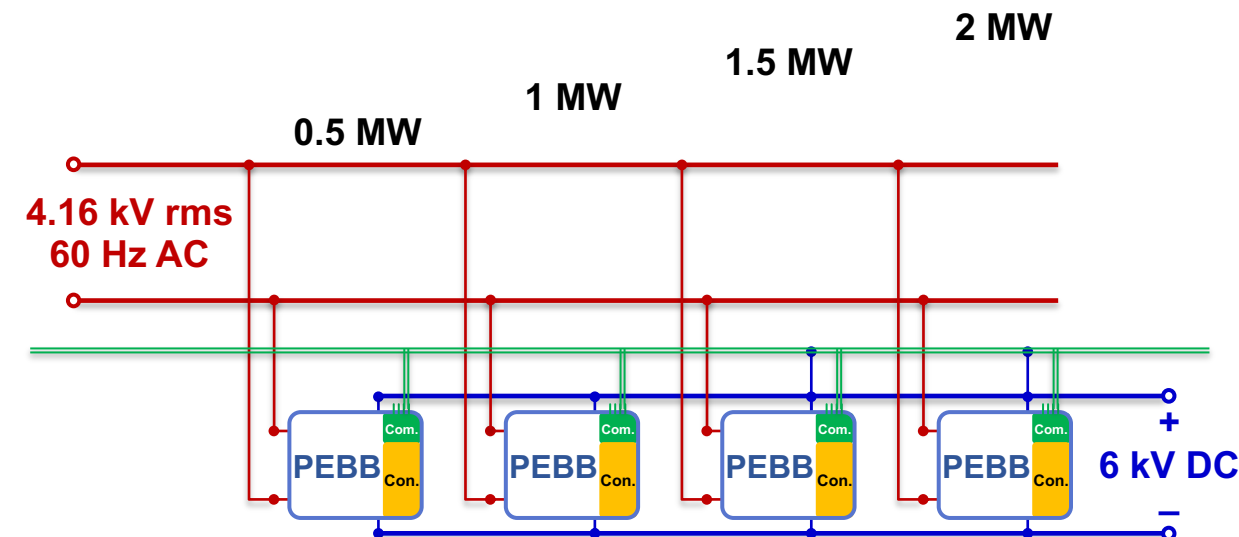 2 MW
1.5 MW
1 MW
0.5 MW
4.16 kV rms
60 Hz AC
Com.
PEBB
Con.
Com.
PEBB
Con.
Com.
PEBB
Con.
Com.
PEBB
Con.
+
6 kV DC
–